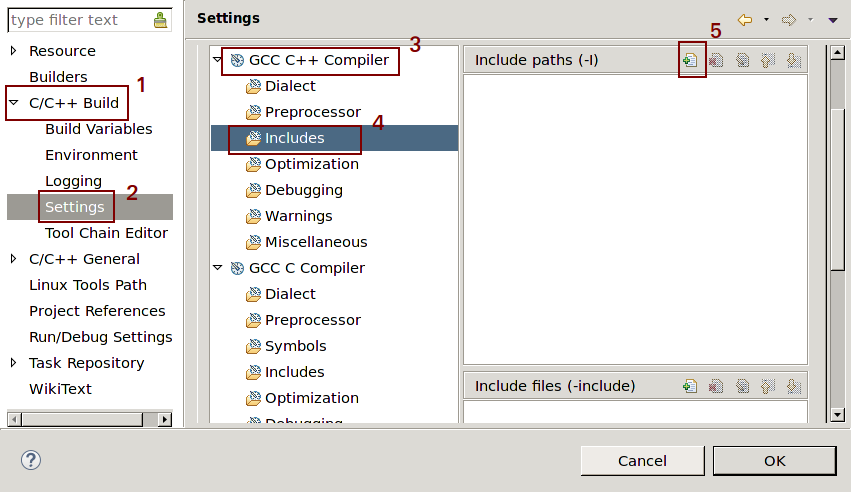 type filter text
Resource
Builders
C/C++ Build
1
Build Variables
Environment
Logging
Settings
2
Tool Chain Editor
C/C++ General
Linux Tools Path
Project References
Run/Debug Settings
Task Repository
WikiText
Settings
GCC C++ Compiler
3
Dialect
Preprocessor
Includes
4
Optimization
Debugging
Warnings
Miscellaneous
GCC C Compiler
Dialect
Preprocessor
Symbols
Includes
Optimization
Debugging
Include paths (-I)
5
Include files (-include)
Cancel
OK